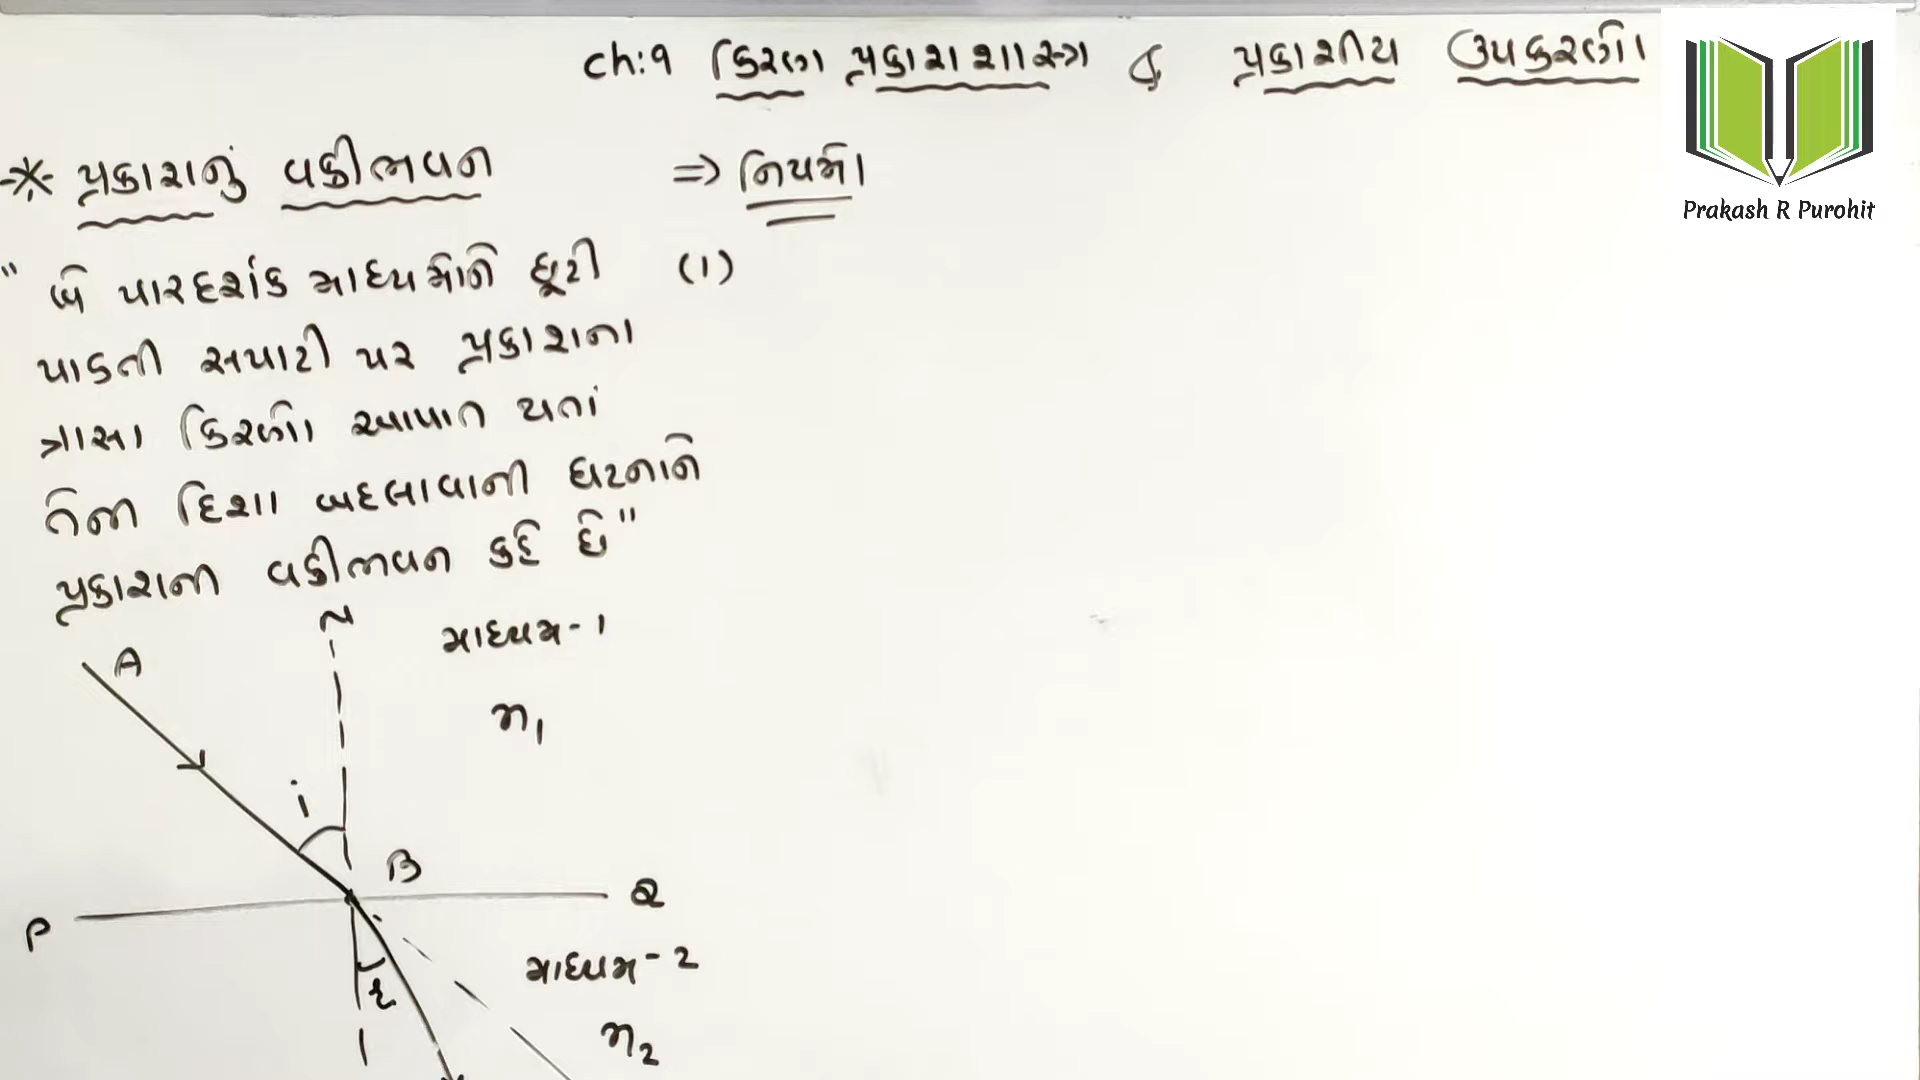 ch:9 કિરણ પ્રકાશશાસ્ત્ર & પ્રકાશીય ઉપકરણો
Prakash R Purohit
* પ્રકાશનું વક્રીભવન
⇒ નિયમો
" બે પારદર્શક માધ્યમોને છૂટી
પાડતી સપાટી પર પ્રકાશના
ત્રાંસા કિરણો આપાત થતાં
તેની દિશા બદલાવાની ઘટનાને
પ્રકાશના વક્રીભવન કહે છે"
(1)
N
માધ્યમ-1
A
n1
i
B
P
Q
માધ્યમ-2
r
n2